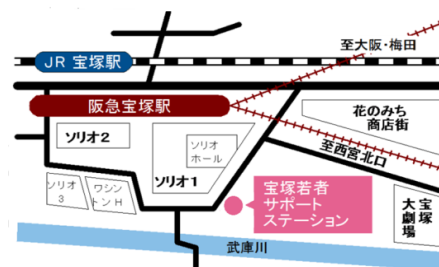 至大阪・梅田
JR 宝塚駅
阪急宝塚駅
花のみち
商店街
ソリオ2
ソリオ
ホール
至西宮北口
ソリオ1
ソリオ
3
ワシン
トンH
宝塚若者
サポート
ステーション
宝塚
大劇場
武庫川